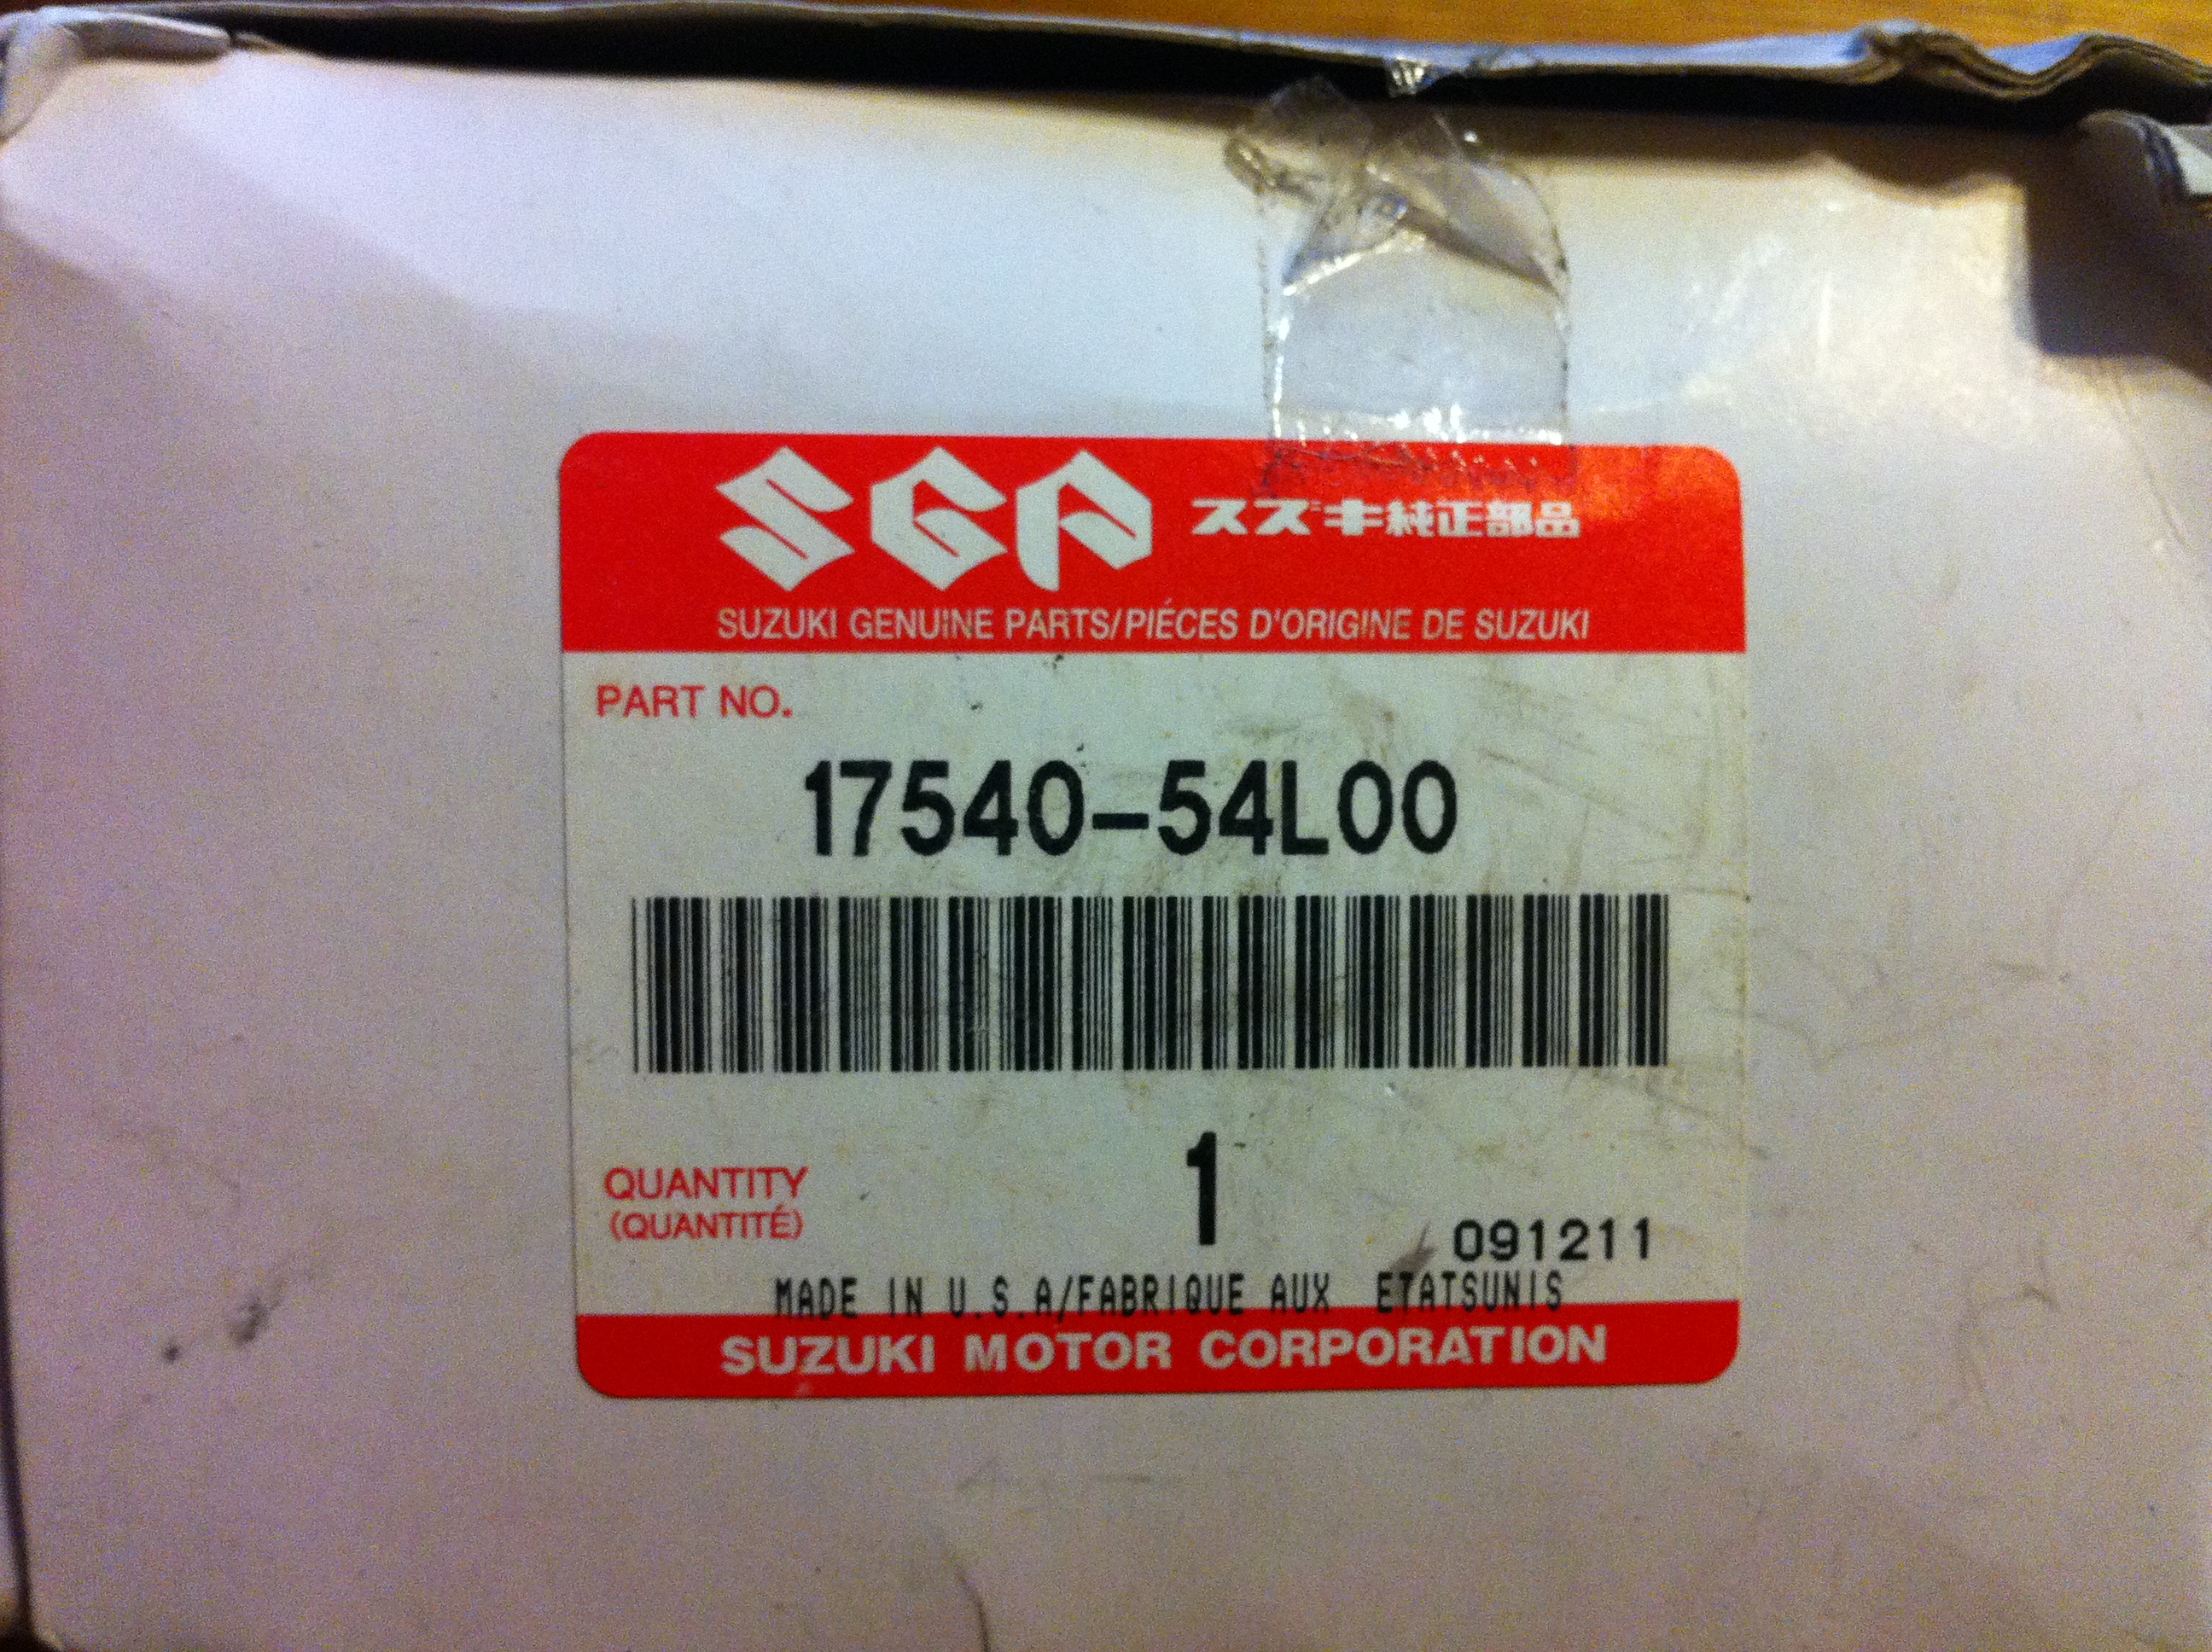 SGP スズキ純正部品
SUZUKI GENUINE PARTS/PIÉCES D'ORIGINE DE SUZUKI
PART NO.
17540-54L00
QUANTITY 1
(QUANTITÉ) 091211
MADE IN U.S.A/FABRIQUE AUX ETATSUNIS
SUZUKI MOTOR CORPORATION